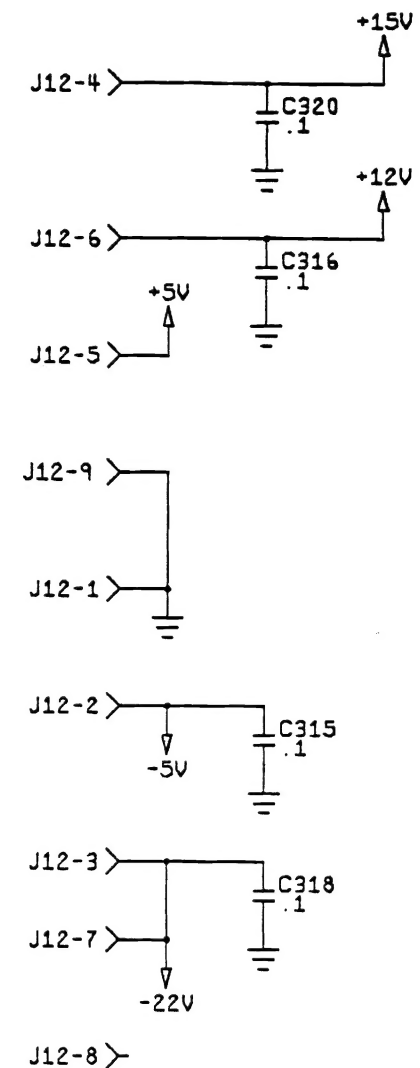 +15V
J12-4
C320
.1
+12V
J12-6
C316
.1
+5V
J12-5
J12-9
J12-1
J12-2
C315
.1
-5V
J12-3
C318
.1
J12-7
-22V
J12-8